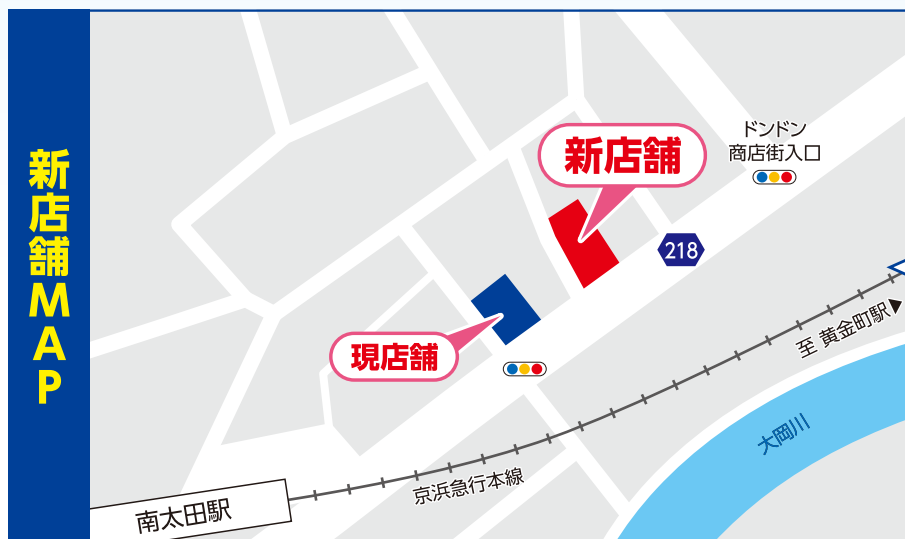 新店舗MAP
ドンドン
商店街入口
新店舗
218
現店舗
至 黄金町駅▶
大岡川
京浜急行本線
南太田駅